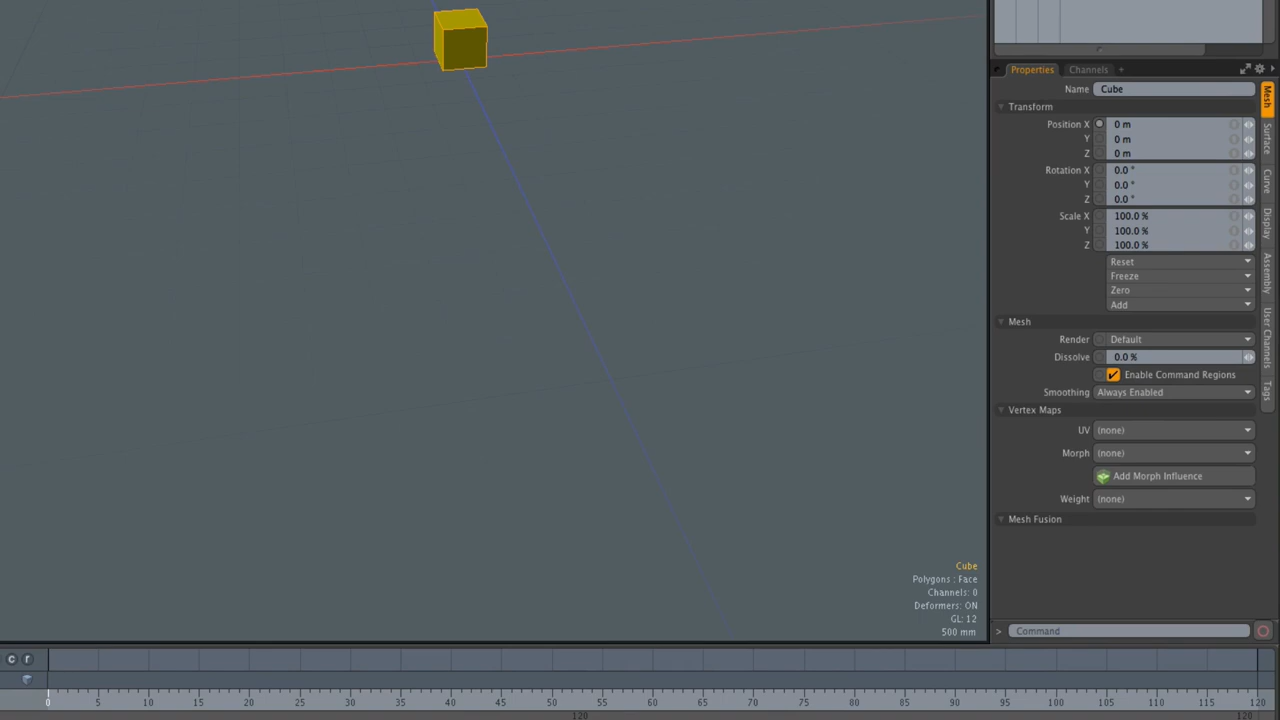 Properties Channels +
Name Cube
Transform
Position X 0 m
Y 0 m
Z 0 m
Rotation X 0.0 °
Y 0.0 °
Z 0.0 °
Scale X 100.0 %
Y 100.0 %
Z 100.0 %
Reset
Freeze
Zero
Add
Mesh
Render Default
Dissolve 0.0 %
Enable Command Regions
Smoothing Always Enabled
Vertex Maps
UV (none)
Morph (none)
Add Morph Influence
Weight (none)
Mesh Fusion
Mesh
Surface
Curve
Display
Assembly
User Channels
Tags
Cube
Polygons : Face
Channels: 0
Deformers: ON
GL: 12
500 mm
> Command
c r
0 5 10 15 20 25 30 35 40 45 50 55 60 65 70 75 80 85 90 95 100 105 110 115 120
120 120